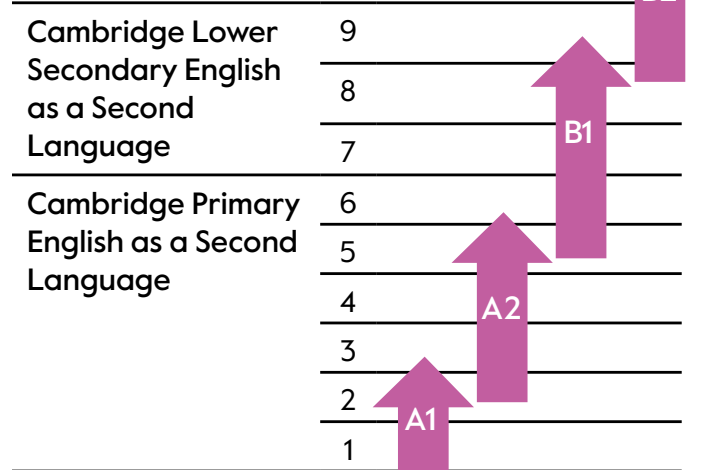 Cambridge Lower
Secondary English
as a Second
Language
9
8
7
B1
Cambridge Primary
English as a Second
Language
6
5
4
3
2
1
A2
A1